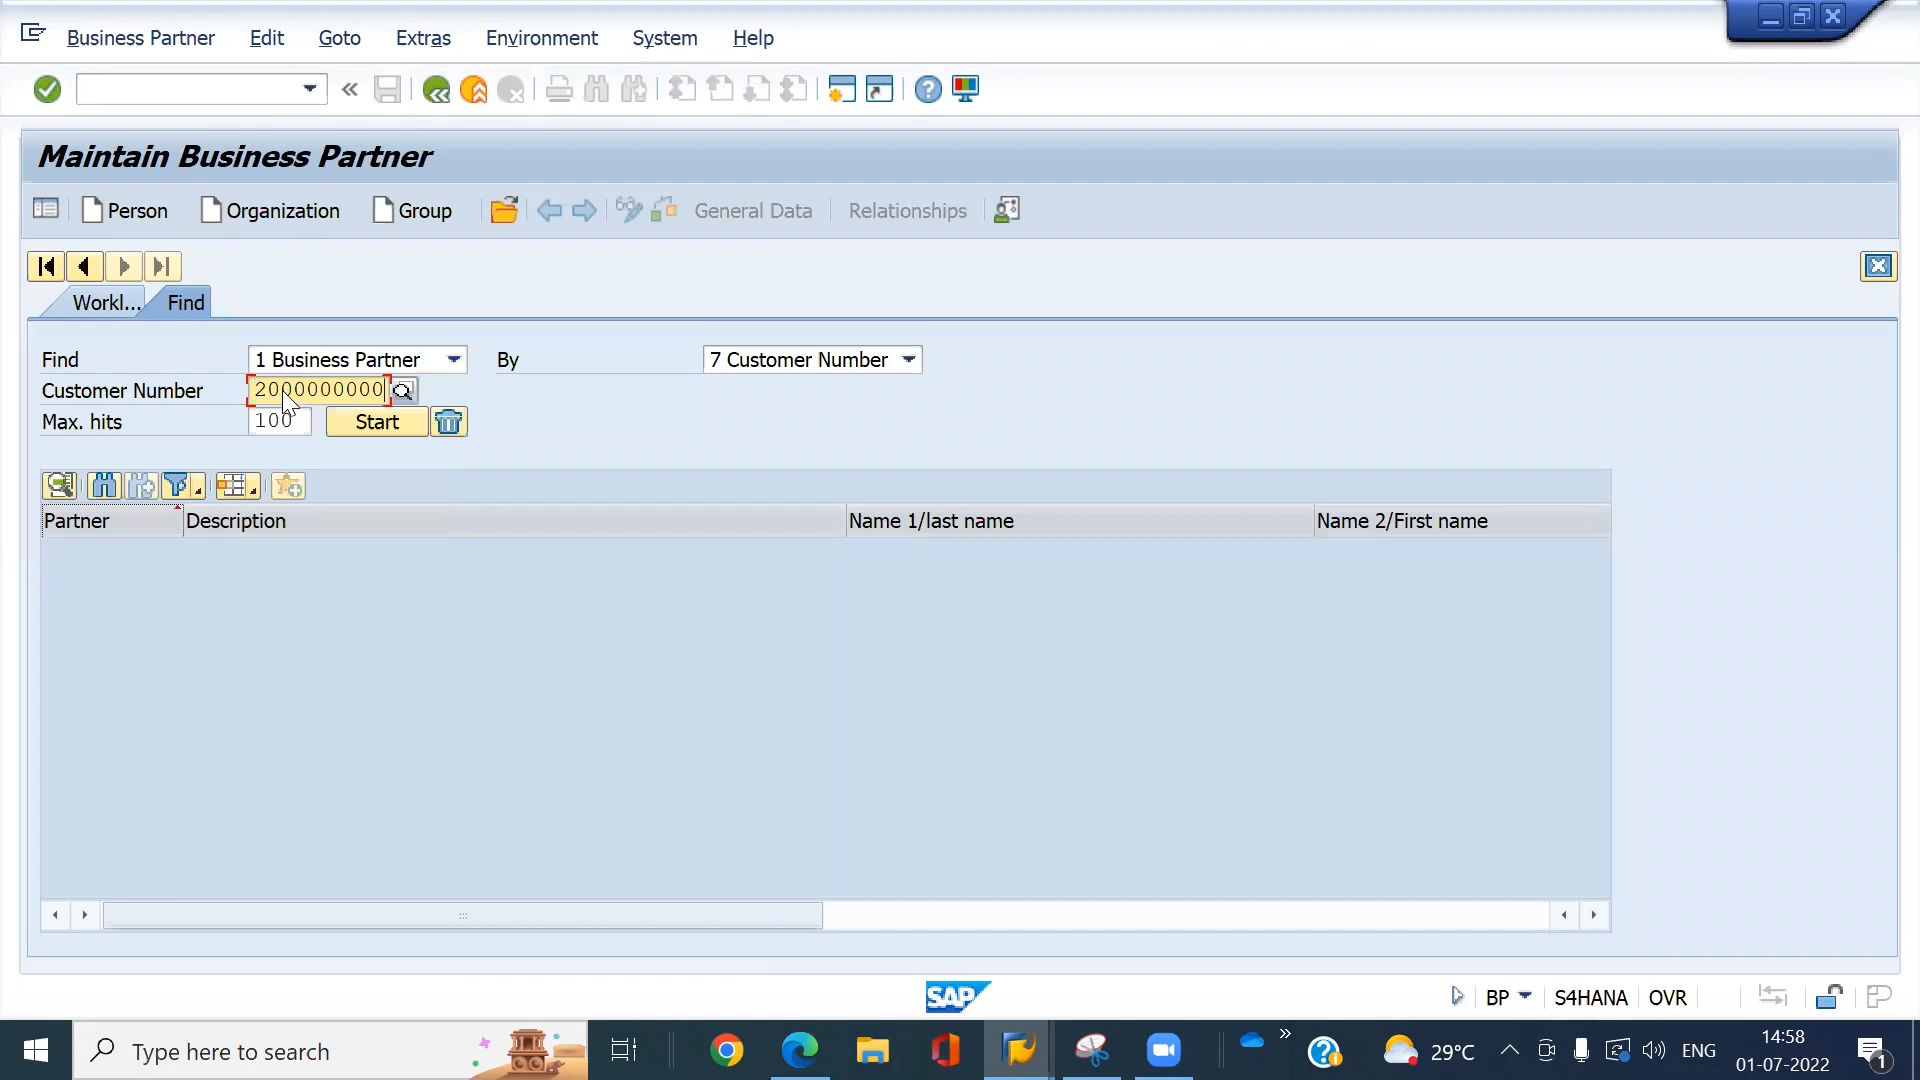 Business Partner Edit Goto Extras Environment System Help
Maintain Business Partner
Person Organization Group General Data Relationships
Workl... Find
Find 1 Business Partner By 7 Customer Number
Customer Number 2000000000
Max. hits 100 Start
Partner Description Name 1/last name Name 2/First name
SAP
BP S4HANA OVR
Type here to search 29°C ENG 14:58
01-07-2022 1